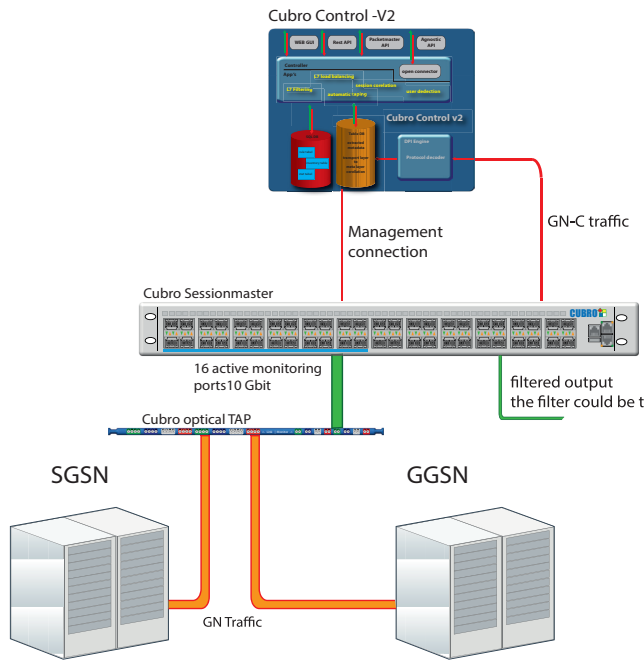 Cubro Control -V2
WEB GUI
Rest API
Packetmaster
API
Agnostic
API
Controller
App's
open connector
L7 load balancing
session corelation
L7 Filtering
automatic taping
user dedection
Cubro Control v2
DPI Engine
Protocol decoder
Management
connection
GN-C traffic
Cubro Sessionmaster
CUBRO
16 active monitoring
ports10 Gbit
filtered output
the filter could be t
Cubro optical TAP
SGSN
GGSN
GN Traffic